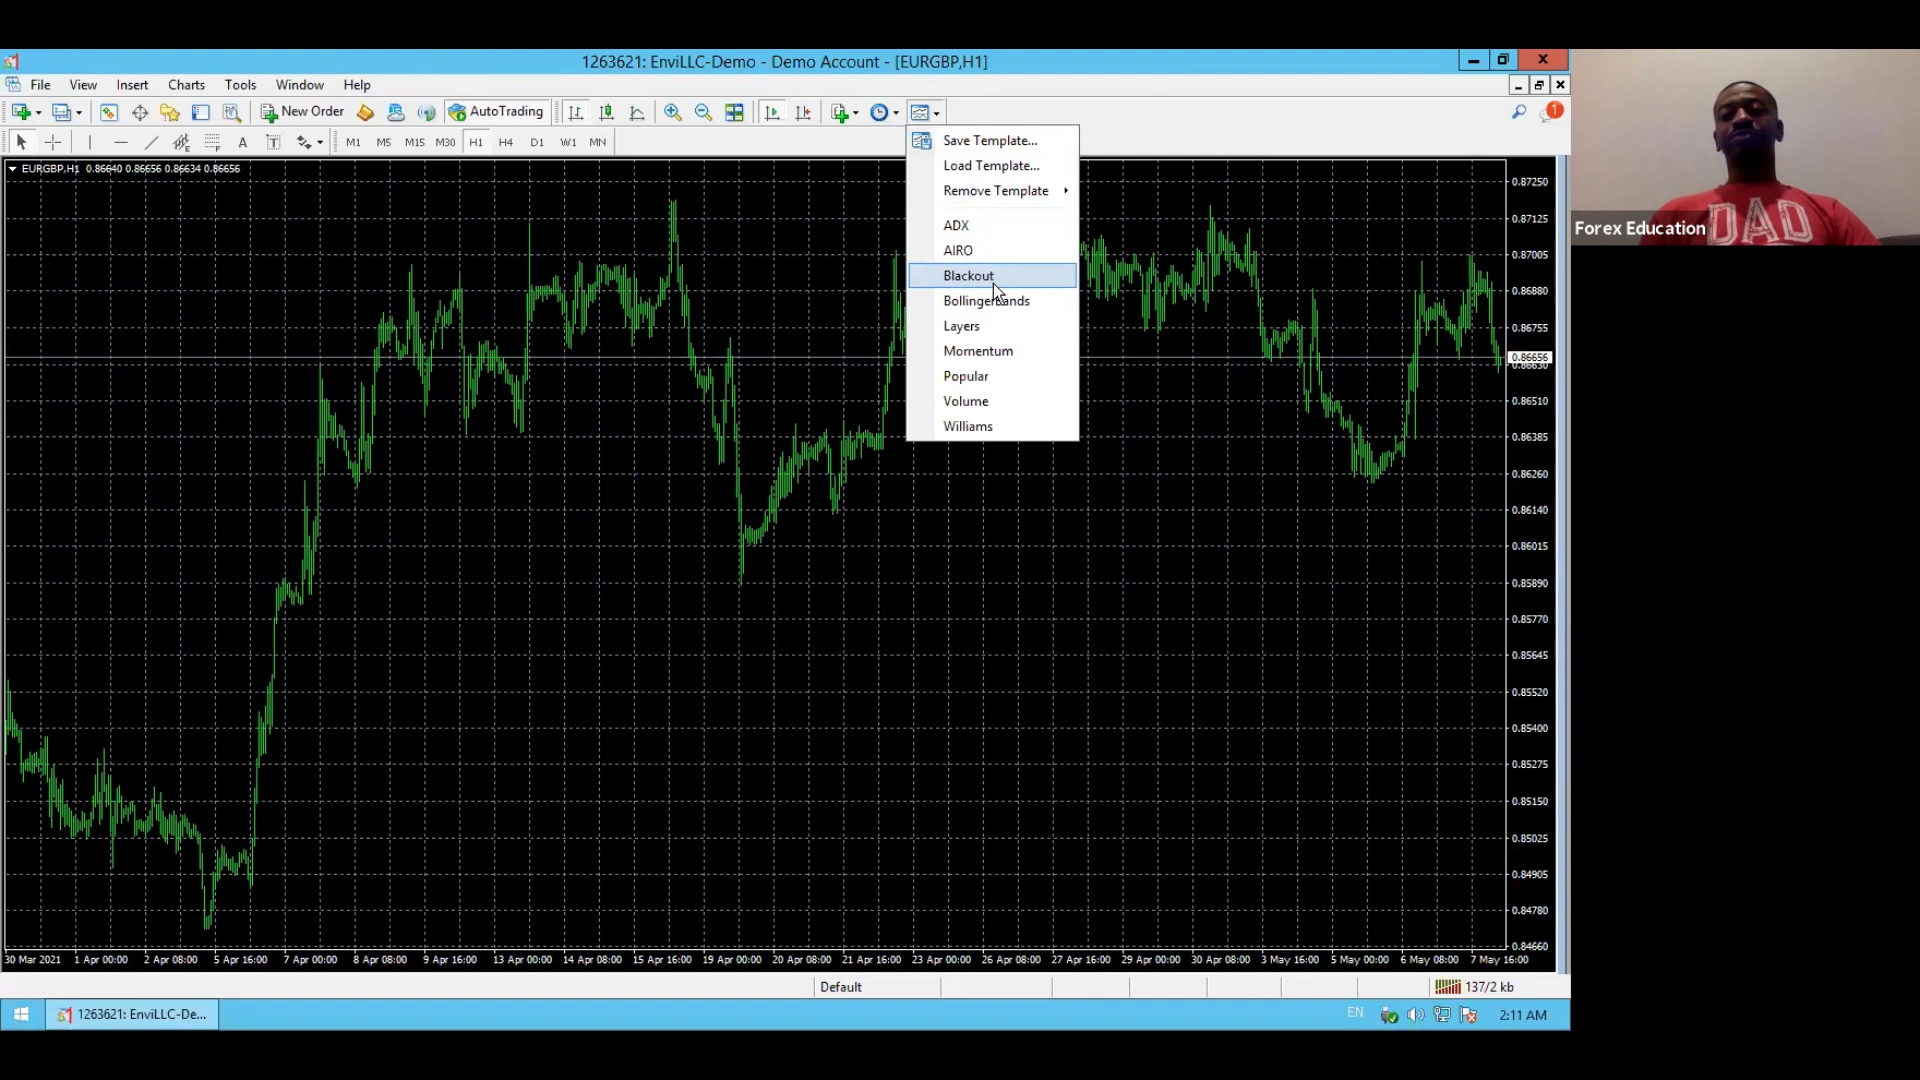 1263621: EnviLLC-Demo - Demo Account - [EURGBP,H1]
File View Insert Charts Tools Window Help
New Order AutoTrading 1
A T M1 M5 M15 M30 H1 H4 D1 W1 MN
EURGBP,H1 0.86640 0.86656 0.86634 0.86656
Save Template...
Load Template...
Remove Template
ADX
AIRO
Blackout
BollingerBands
Layers
Momentum
Popular
Volume
Williams
0.87250
0.87125
0.87005
0.86880
0.86755
0.86656
0.86630
0.86510
0.86385
0.86260
0.86140
0.86015
0.85890
0.85770
0.85645
0.85520
0.85400
0.85275
0.85150
0.85025
0.84905
0.84780
0.84660
30 Mar 2021 1 Apr 00:00 2 Apr 08:00 5 Apr 16:00 7 Apr 00:00 8 Apr 08:00 9 Apr 16:00 13 Apr 00:00 14 Apr 08:00 15 Apr 16:00 19 Apr 00:00 20 Apr 08:00 21 Apr 16:00 23 Apr 00:00 26 Apr 08:00 27 Apr 16:00 29 Apr 00:00 30 Apr 08:00 3 May 16:00 5 May 00:00 6 May 08:00 7 May 16:00
Default 137/2 kb
1263621: EnviLLC-De... EN 2:11 AM
Forex Education
DAD